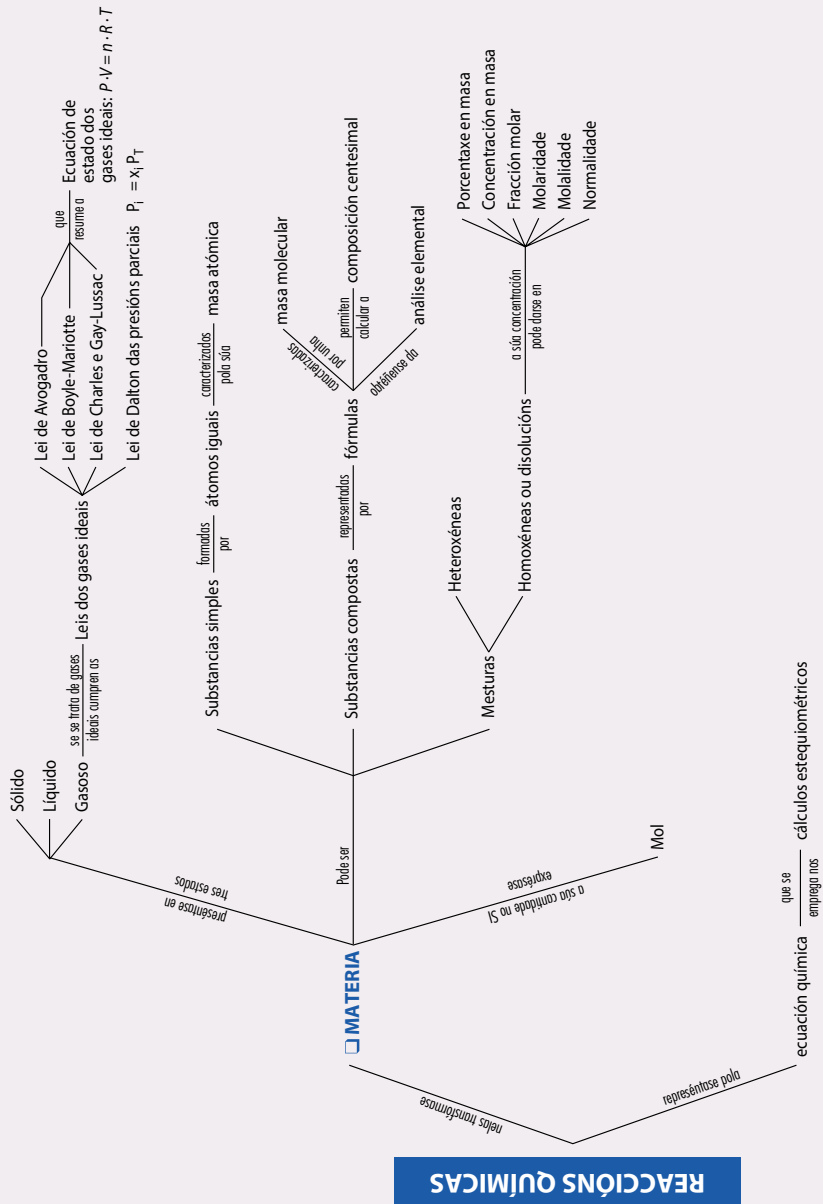 REACCIÓNS QUÍMICAS
nelas transfórmase
❏ MATERIA
preséntase en
tres estados
Sólido
Líquido
Gasoso
se se trata de gases
ideais cumpren as
Leis dos gases ideais
Lei de Avogadro
Lei de Boyle-Mariotte
Lei de Charles e Gay-Lussac
que
resume a
Ecuación de
estado dos
gases ideais: P·V = n·R·T
Lei de Dalton das presións parciais Pᵢ = xᵢ P_T
Pode ser
Substancias simples
formadas
por
átomos iguais
caracterizados
pola súa
masa atómica
Substancias compostas
representadas
por
fórmulas
caracterizados
por unha
masa molecular
permiten
calcular a
composición centesimal
obtéñense da
análise elemental
Mesturas
Heteroxéneas
Homoxéneas ou disolucións
a súa concentración
pode darse en
Porcentaxe en masa
Concentración en masa
Fracción molar
Molaridade
Molalidade
Normalidade
a súa cantidade no SI
exprésase
Mol
represéntase pola
ecuación química
que se
emprega nos
cálculos estequiométricos